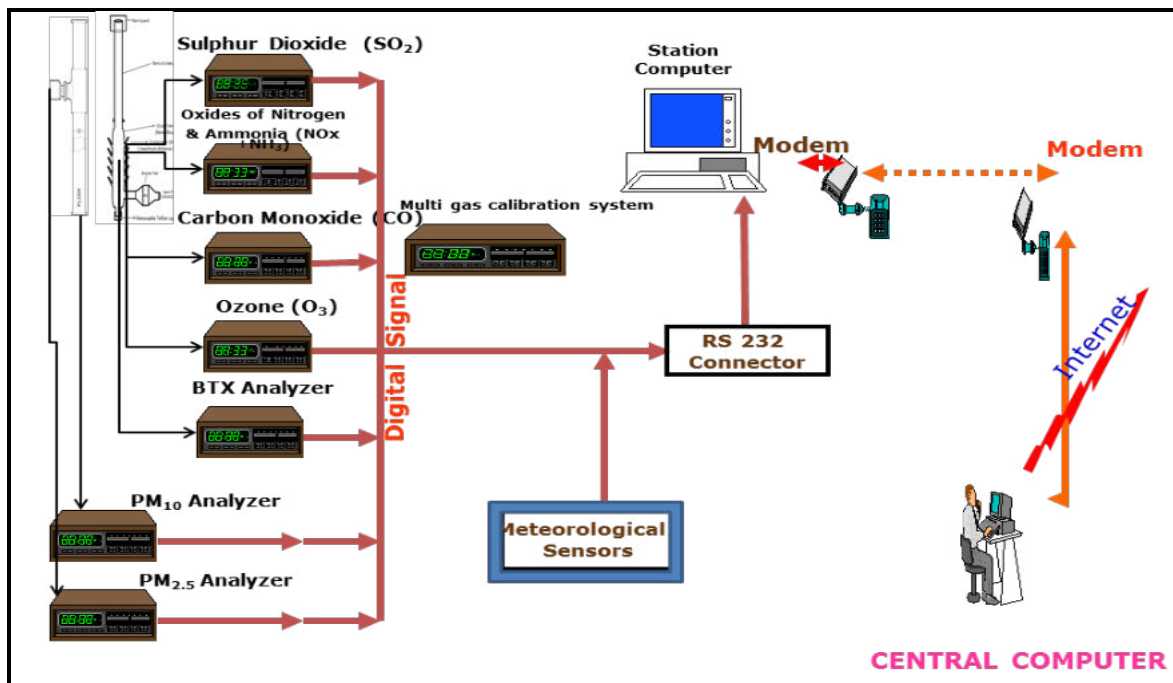 Sulphur Dioxide (SO₂)
Oxides of Nitrogen
& Ammonia (NOx
+NH₃)
Carbon Monoxide (CO)
Multi gas calibration system
Ozone (O₃)
BTX Analyzer
PM₁₀ Analyzer
PM₂.₅ Analyzer
Digital Signal
Station
Computer
Modem
Modem
RS 232
Connector
Meteorological
Sensors
Internet
CENTRAL COMPUTER